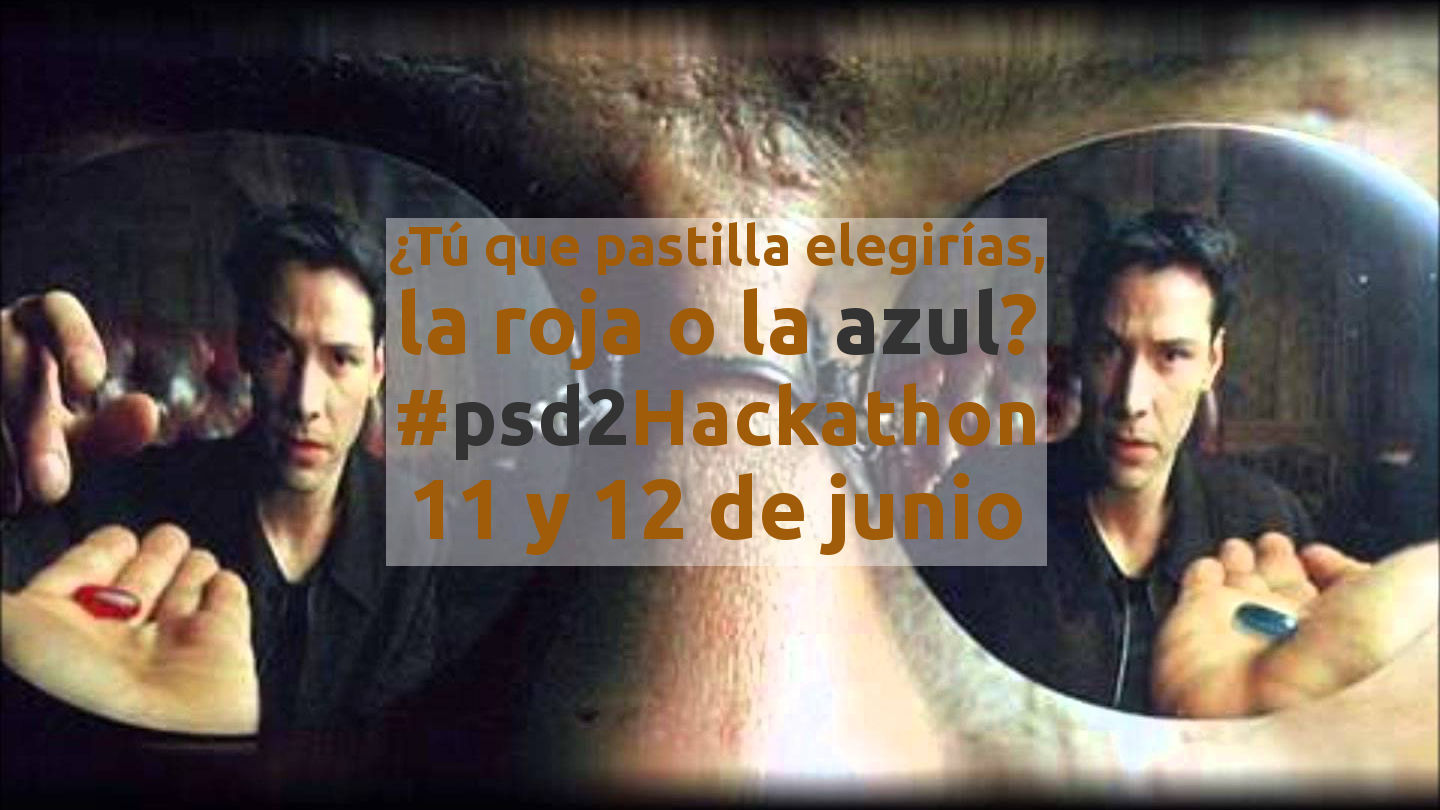 ¿Tú que pastilla elegirías,
la roja o la azul?
#psd2Hackathon
11 y 12 de junio